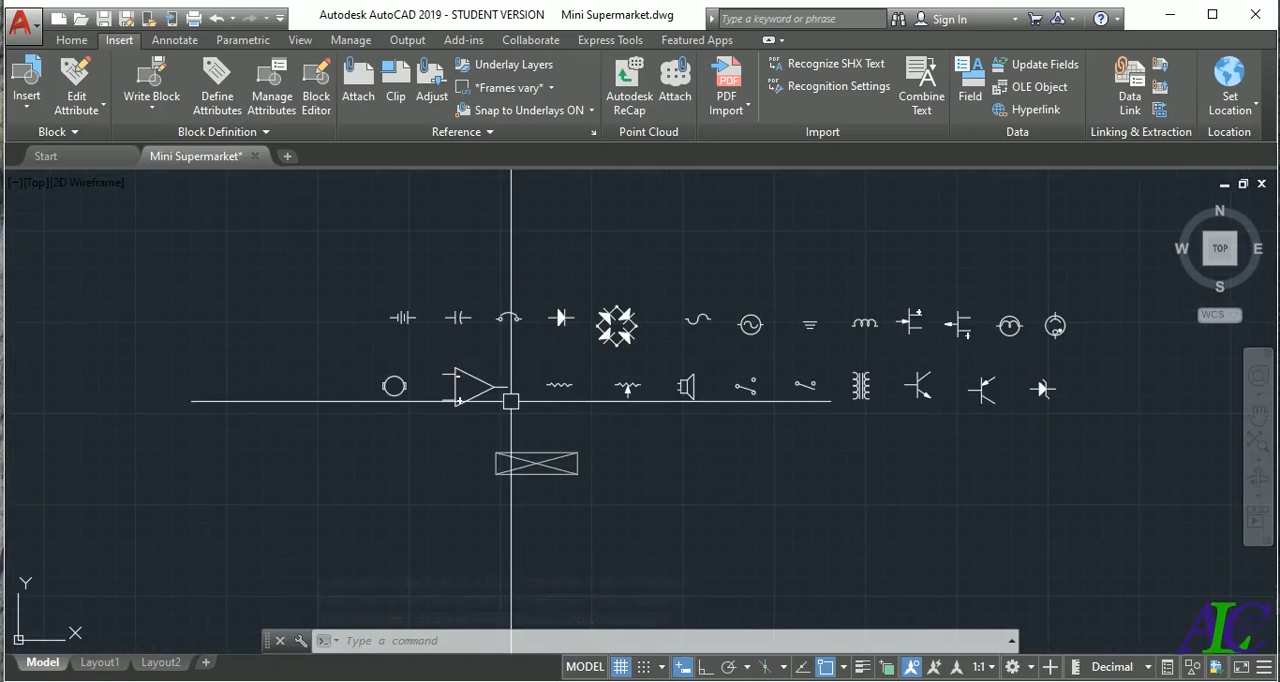 Autodesk AutoCAD 2019 - STUDENT VERSION Mini Supermarket.dwg
Type a keyword or phrase
Sign In
Home Insert Annotate Parametric View Manage Output Add-ins Collaborate Express Tools Featured Apps
Insert
Edit Attribute
Write Block
Define Attributes
Manage Attributes
Block Editor
Attach
Clip
Adjust
Underlay Layers
*Frames vary*
Snap to Underlays ON
Autodesk ReCap
Attach
PDF
PDF Import
Recognize SHX Text
Recognition Settings
Combine Text
Field
Update Fields
OLE Object
Hyperlink
Data Link
Set Location
Block Block Definition Reference Point Cloud Import Data Linking & Extraction Location
Start Mini Supermarket*
[−][Top][2D Wireframe]
N
W TOP E
S
WCS
Y
X
Type a command
ALC
Model Layout1 Layout2
MODEL 1:1 Decimal